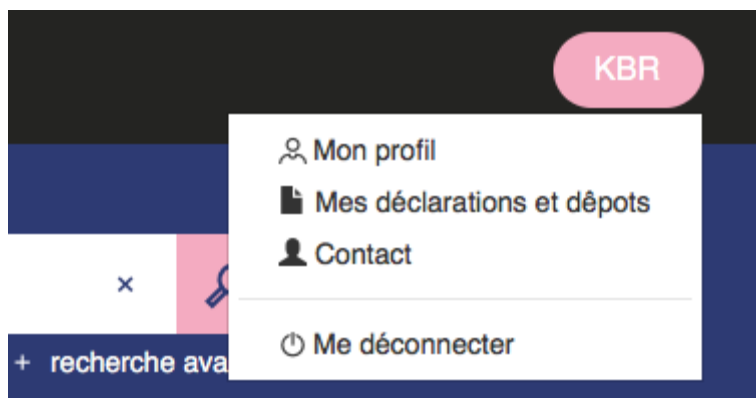 KBR
Mon profil
Mes déclarations et dêpots
Contact
× 
+ recherche ava
Me déconnecter